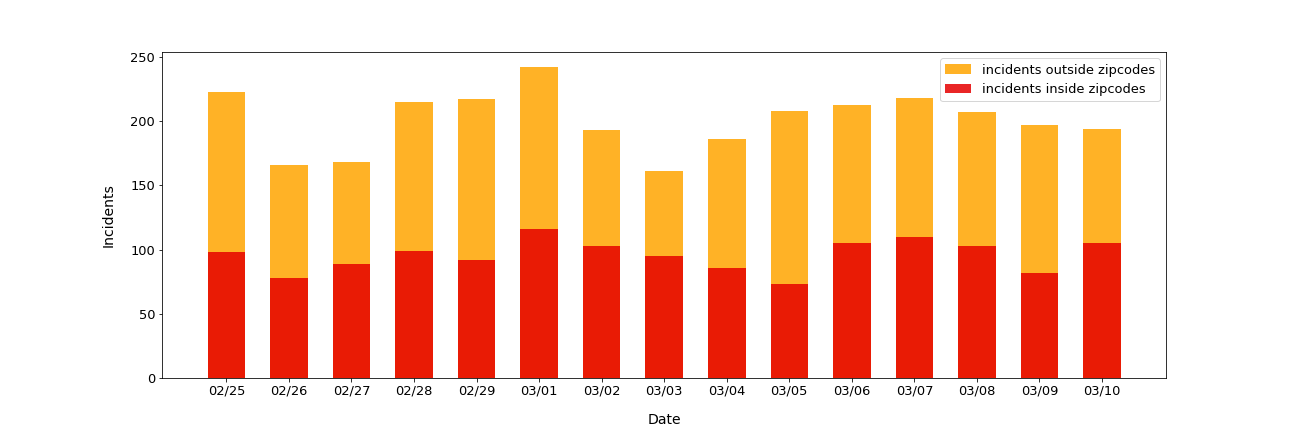 250
200
150
100
50
0
Incidents
incidents outside zipcodes
incidents inside zipcodes
02/25 02/26 02/27 02/28 02/29 03/01 03/02 03/03 03/04 03/05 03/06 03/07 03/08 03/09 03/10
Date